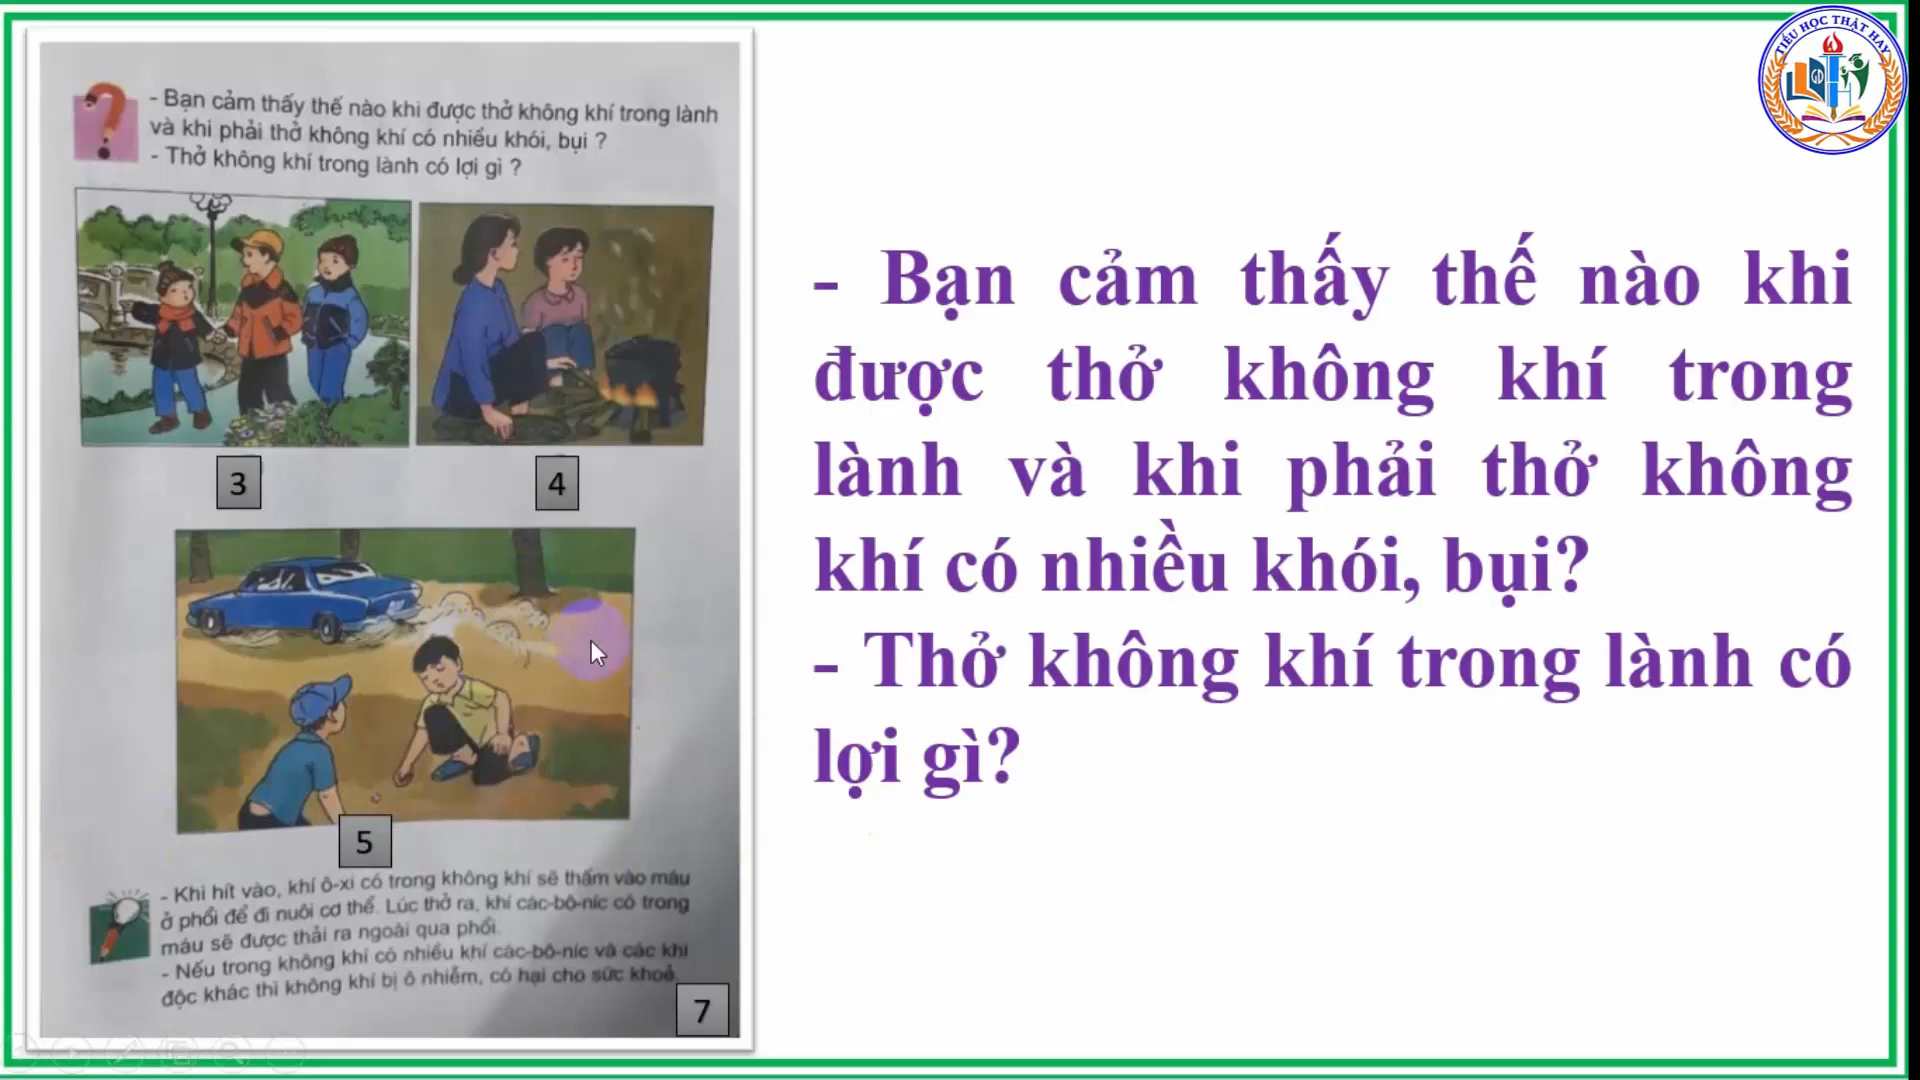 - Bạn cảm thấy thế nào khi được thở không khí trong lành
và khi phải thở không khí có nhiều khói, bụi ?
- Thở không khí trong lành có lợi gì ?
3
4
5
- Khi hít vào, khí ô-xi có trong không khí sẽ thấm vào máu
ở phổi để đi nuôi cơ thể. Lúc thở ra, khí các-bô-níc có trong
máu sẽ được thải ra ngoài qua phổi.
- Nếu trong không khí có nhiều khí các-bô-níc và các khí
độc khác thì không khí bị ô nhiễm, có hại cho sức khoẻ.
7
TIỂU HỌC THẬT HAY
GD
H
- Bạn cảm thấy thế nào khi
được thở không khí trong
lành và khi phải thở không
khí có nhiều khói, bụi?
- Thở không khí trong lành có
lợi gì?